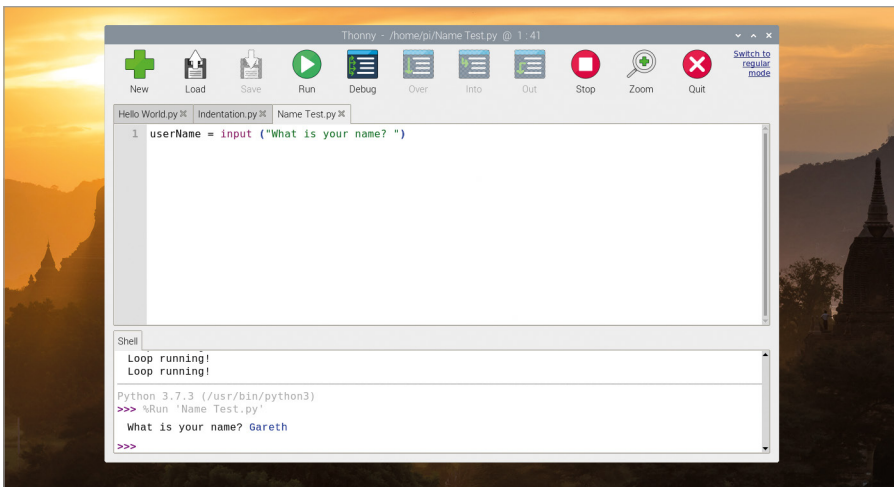 Thonny - /home/pi/Name Test.py @ 1:41
Switch to
regular
mode
New Load Save Run Debug Over Into Out Stop Zoom Quit
Hello World.py Indentation.py Name Test.py
1 userName = input ("What is your name? ")
Shell
Loop running!
Loop running!
Python 3.7.3 (/usr/bin/python3)
>>> %Run 'Name Test.py'
What is your name? Gareth
>>>